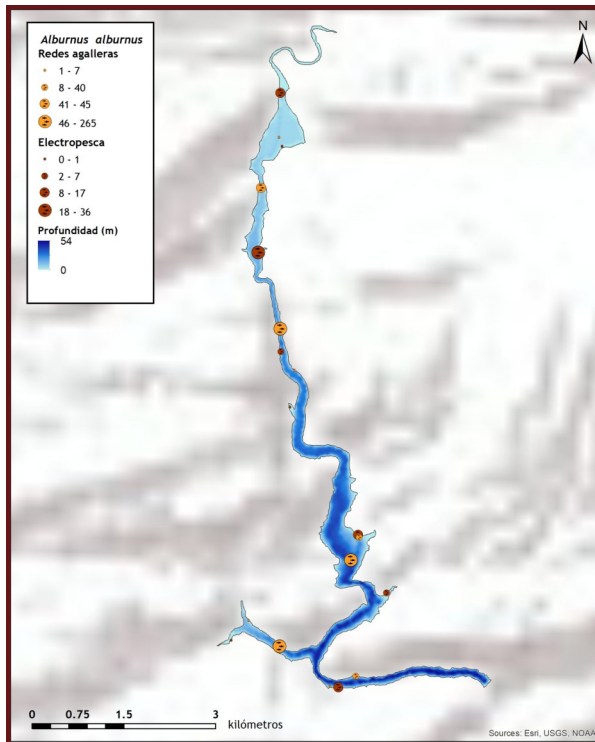 Alburnus alburnus
Redes agalleras
1 - 7
8 - 40
41 - 45
46 - 265
Electropesca
0 - 1
2 - 7
8 - 17
18 - 36
Profundidad (m)
54
0
N
0 0.75 1.5 3
kilómetros
Sources: Esri, USGS, NOAA